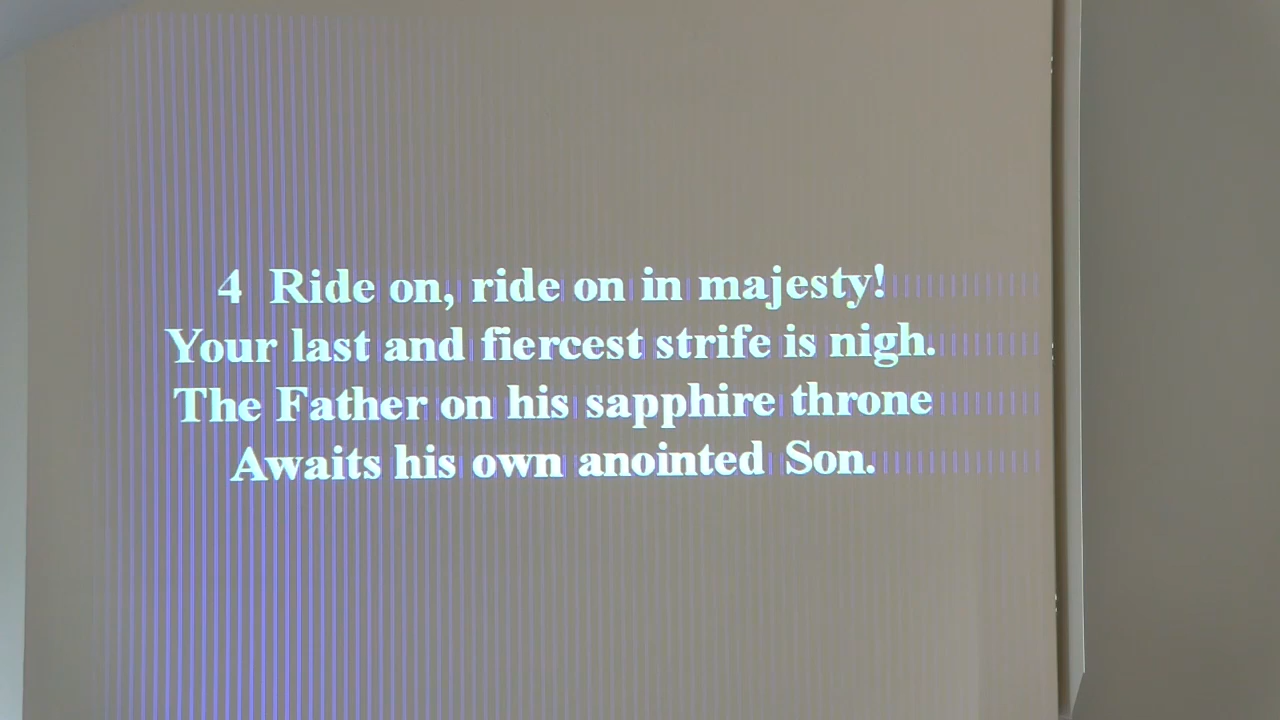 4 Ride on, ride on in majesty!
Your last and fiercest strife is nigh.
The Father on his sapphire throne
Awaits his own anointed Son.